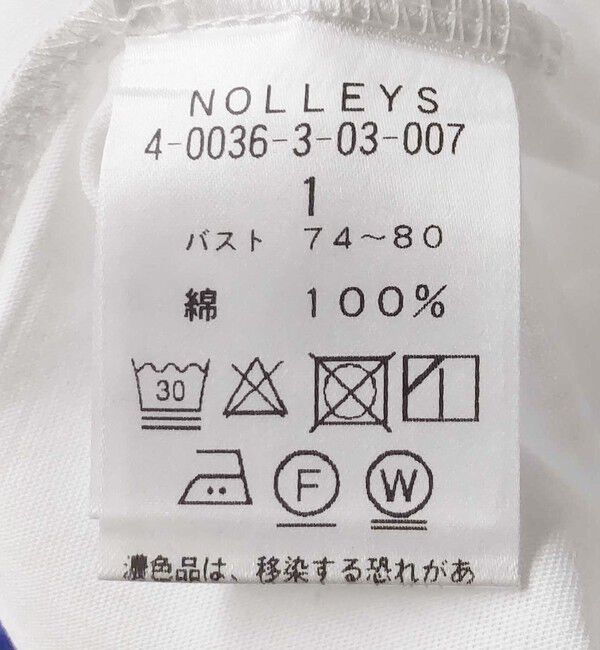 NOLLEYS
4-0036-3-03-007
1
バスト 74〜80
綿 100%
30
F W
濃色品は、移染する恐れがあ